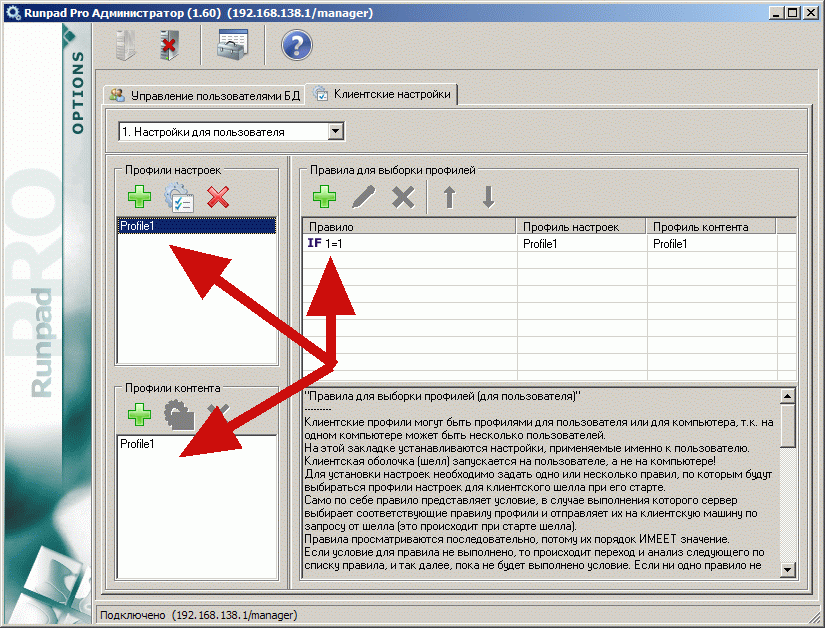 Runpad Pro Администратор (1.60) (192.168.138.1/manager)
OPTIONS
Runpad
PRO
Управление пользователями БД
Клиентские настройки
1. Настройки для пользователя
Профили настроек
Profile1
Профили контента
Profile1
Правила для выборки профилей
Правило Профиль настроек Профиль контента
IF 1=1 Profile1 Profile1
"Правила для выборки профилей (для пользователя)"
---------
Клиентские профили могут быть профилями для пользователя или для компьютера, т.к. на
одном компьютере может быть несколько пользователей.
На этой закладке устанавливаются настройки, применяемые именно к пользователю.
Клиентская оболочка (шелл) запускается на пользователе, а не на компьютере!
Для установки настроек необходимо задать одно или несколько правил, по которым будут
выбираться профили настроек для клиентского шелла при его старте.
Само по себе правило представляет условие, в случае выполнения которого сервер
выбирает соответствующие правилу профили и отправляет их на клиентскую машину по
запросу от шелла (это происходит при старте шелла).
Правила просматриваются последовательно, потому их порядок ИМЕЕТ значение.
Если условие для правила не выполнено, то происходит переход и анализ следующего по
списку правила, и так далее, пока не будет выполнено условие. Если ни одно правило не
Подключено (192.168.138.1/manager)